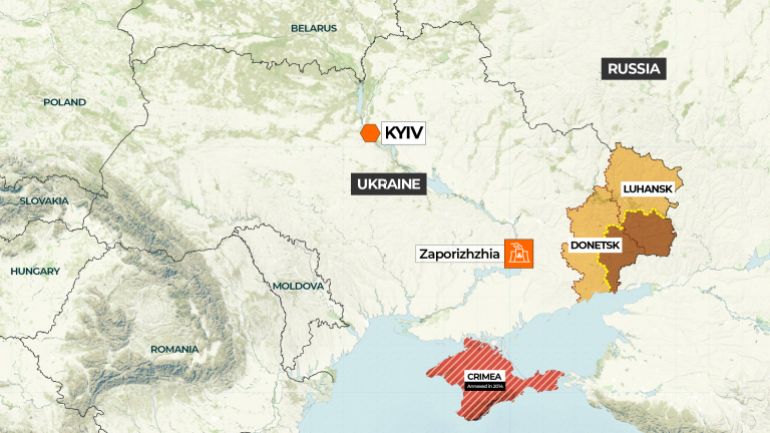 BELARUS
RUSSIA
POLAND
KYIV
UKRAINE
LUHANSK
SLOVAKIA
DONETSK
Zaporizhzhia
HUNGARY
MOLDOVA
ROMANIA
CRIMEA
Annexed in 2014